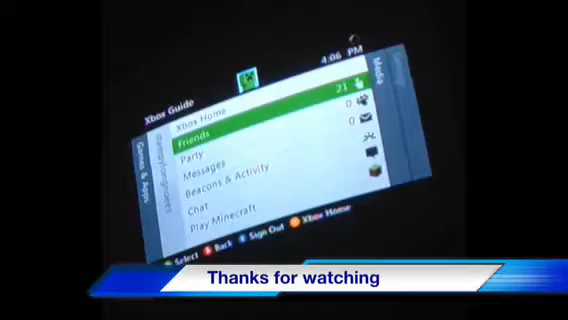 4:06 PM
Xbox Guide
Xbox Home
Friends 21
Party 0
Messages 0
Beacons & Activity
Chat
Play Minecraft
Games & Apps
Media
Select Back Sign Out Xbox Home
Thanks for watching